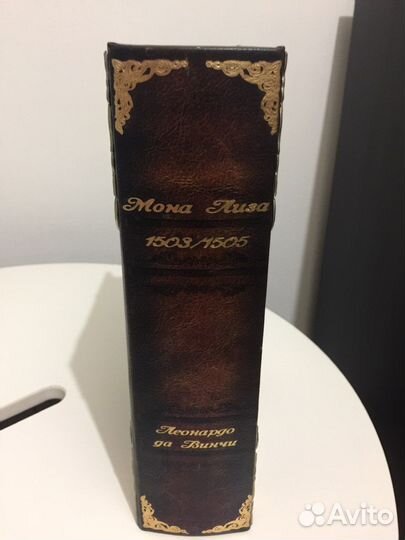 Мона Лиза
1503/1505
Леонардо
да Винчи
Avito